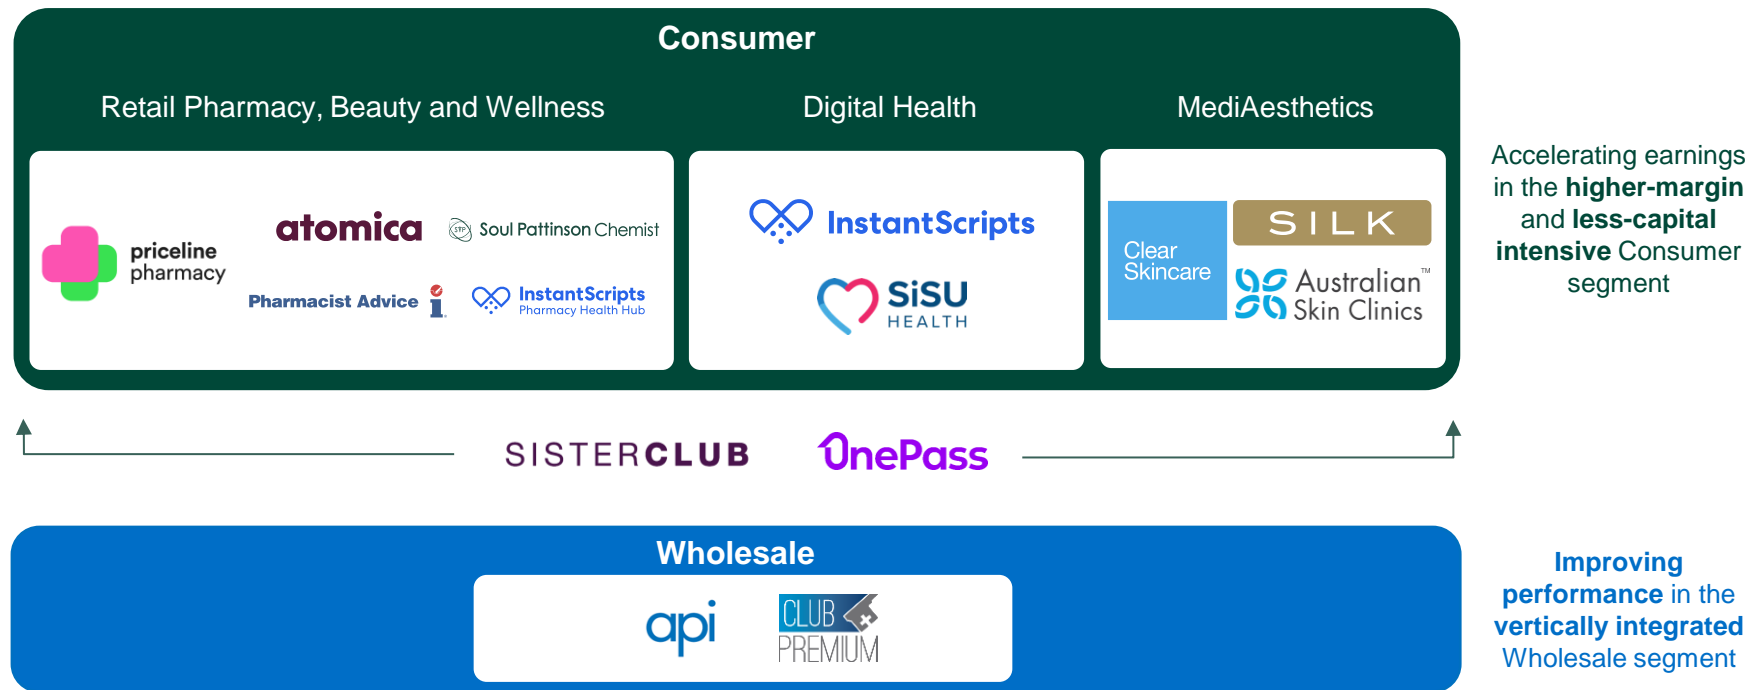 Consumer
Retail Pharmacy, Beauty and Wellness
Digital Health
MediAesthetics
priceline
pharmacy
atomica
STP
Soul Pattinson Chemist
Pharmacist Advice i
InstantScripts
Pharmacy Health Hub
InstantScripts
SiSU
HEALTH
Clear
Skincare
SILK
Australian™
Skin Clinics
Accelerating earnings
in the higher-margin
and less-capital
intensive Consumer
segment
SISTERCLUB
OnePass
Wholesale
api
CLUB
PREMIUM
Improving
performance in the
vertically integrated
Wholesale segment